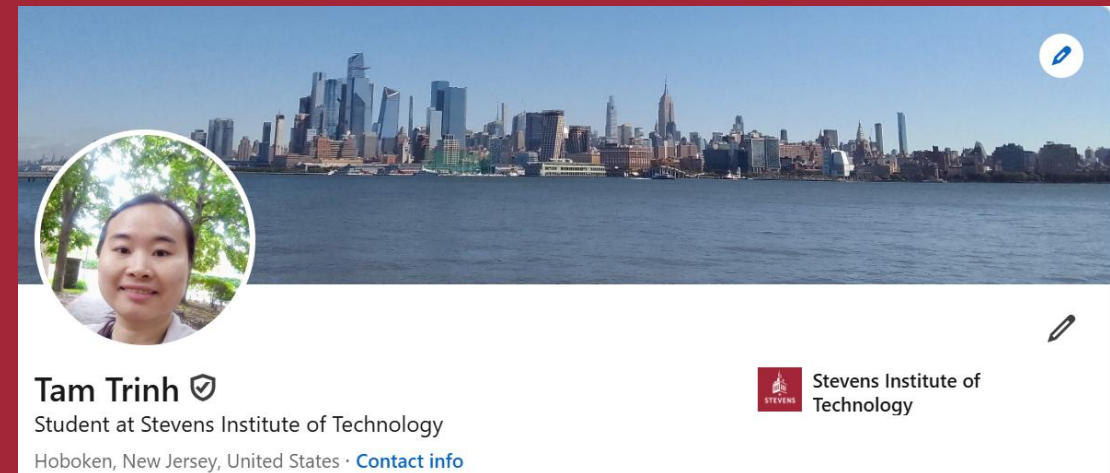 Tam Trinh
Student at Stevens Institute of Technology
Hoboken, New Jersey, United States · Contact info
STEVENS
Stevens Institute of
Technology